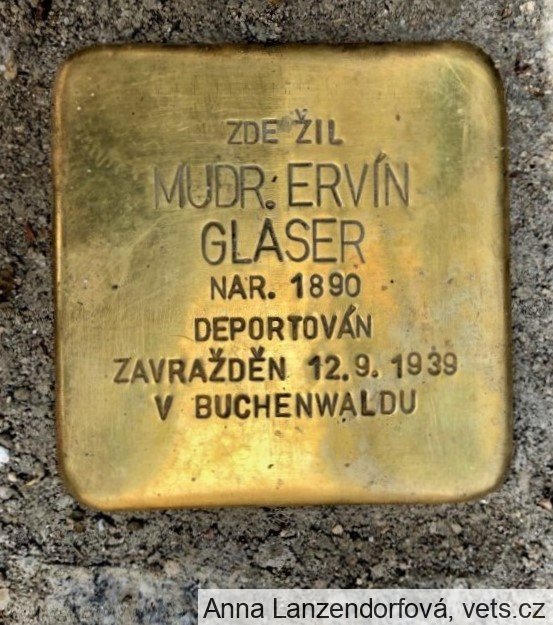 ZDE ŽIL
MUDR. ERVÍN
GLASER
NAR. 1890
DEPORTOVÁN
ZAVRAŽDĚN 12.9. 1939
V BUCHENWALDU
Anna Lanzendorfová, vets.cz